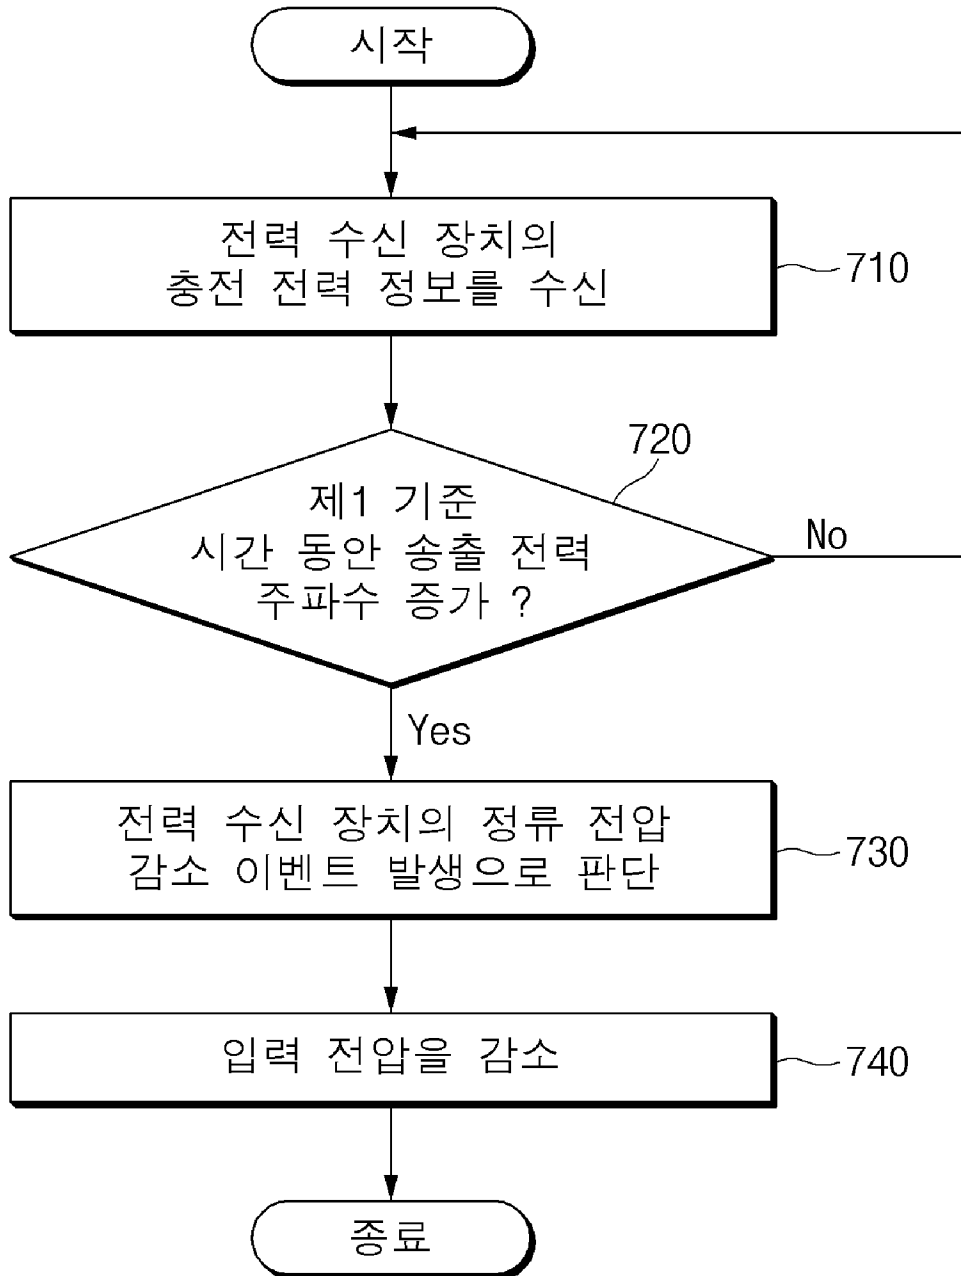 시작
전력 수신 장치의
충전 전력 정보를 수신
710
720
제1 기준
시간 동안 송출 전력
주파수 증가 ?
No
Yes
전력 수신 장치의 정류 전압
감소 이벤트 발생으로 판단
730
입력 전압을 감소
740
종료